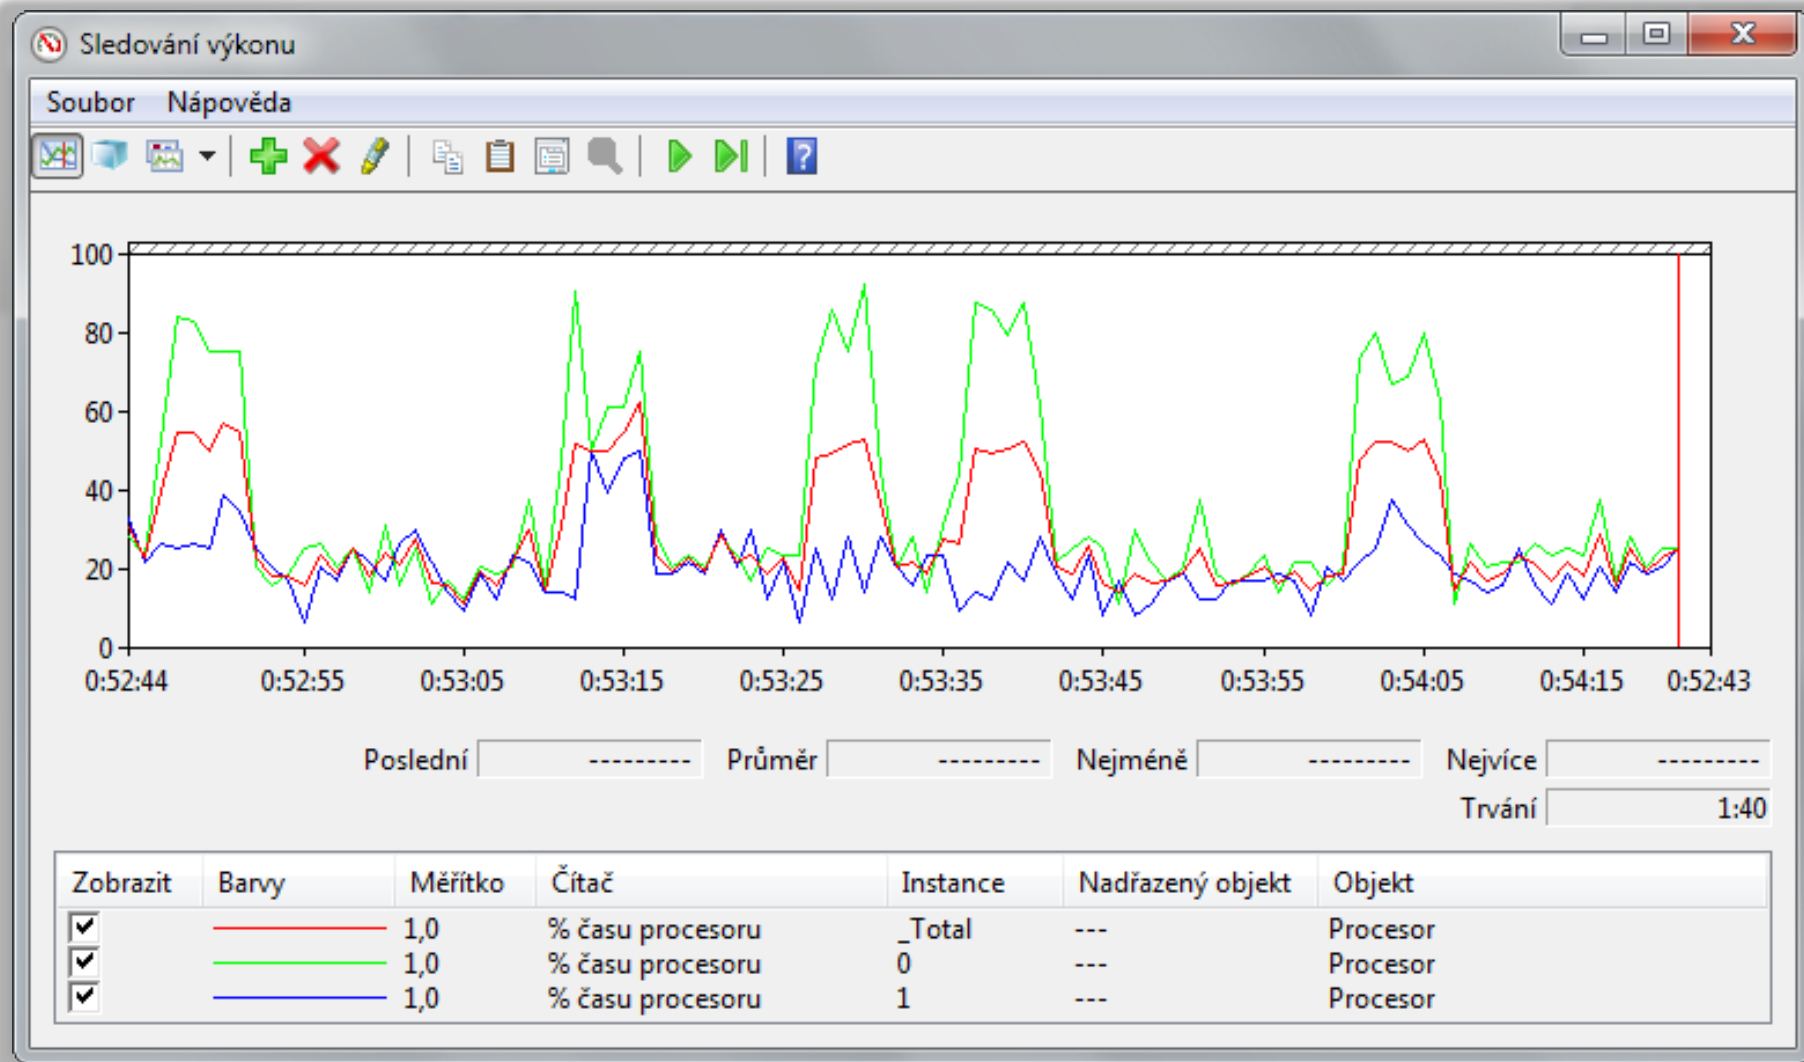 Sledování výkonu
Soubor Nápověda
100
80
60
40
20
0
0:52:44 0:52:55 0:53:05 0:53:15 0:53:25 0:53:35 0:53:45 0:53:55 0:54:05 0:54:15 0:52:43
Poslední --------- Průměr --------- Nejméně --------- Nejvíce ---------
Trvání 1:40
Zobrazit Barvy Měřítko Čítač Instance Nadřazený objekt Objekt
1,0 % času procesoru _Total --- Procesor
1,0 % času procesoru 0 --- Procesor
1,0 % času procesoru 1 --- Procesor